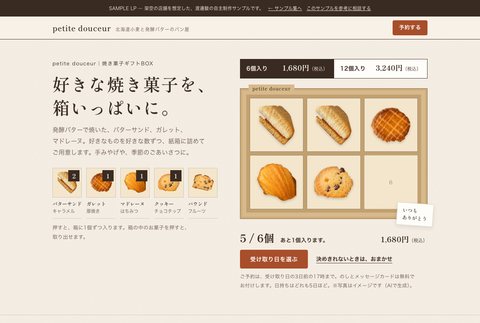 SAMPLE LP — 架空の店舗を想定した、渡邊毅の自主制作サンプルです。 ← サンプル集へ このサンプルを参考に相談する
petite douceur 北海道小麦と発酵バターのパン屋
予約する
petite douceur｜焼き菓子ギフトBOX
好きな焼き菓子を、
箱いっぱいに。
発酵バターで焼いた、バターサンド、ガレット、
マドレーヌ。好きなものを好きな数ずつ、紙箱に詰めて
ご用意します。手みやげや、季節のごあいさつに。
2
1
1
1
バターサンド
キャラメル
ガレット
厚焼き
マドレーヌ
はちみつ
クッキー
チョコチップ
パウンド
フルーツ
押すと、箱に1個ずつ入ります。箱の中のお菓子を押すと、
取り出せます。
6個入り 1,680円 (税込)
12個入り 3,240円 (税込)
petite douceur
6
いつも
ありがとう
5 / 6個 あと1個入ります。 1,680円 (税込)
受け取り日を選ぶ
決めきれないときは、おまかせ
ご予約は、受け取り日の3日前の17時まで。のしとメッセージカードは無料で
お付けします。日持ちはどれも5日ほど。※写真はイメージです（AIで生成）。